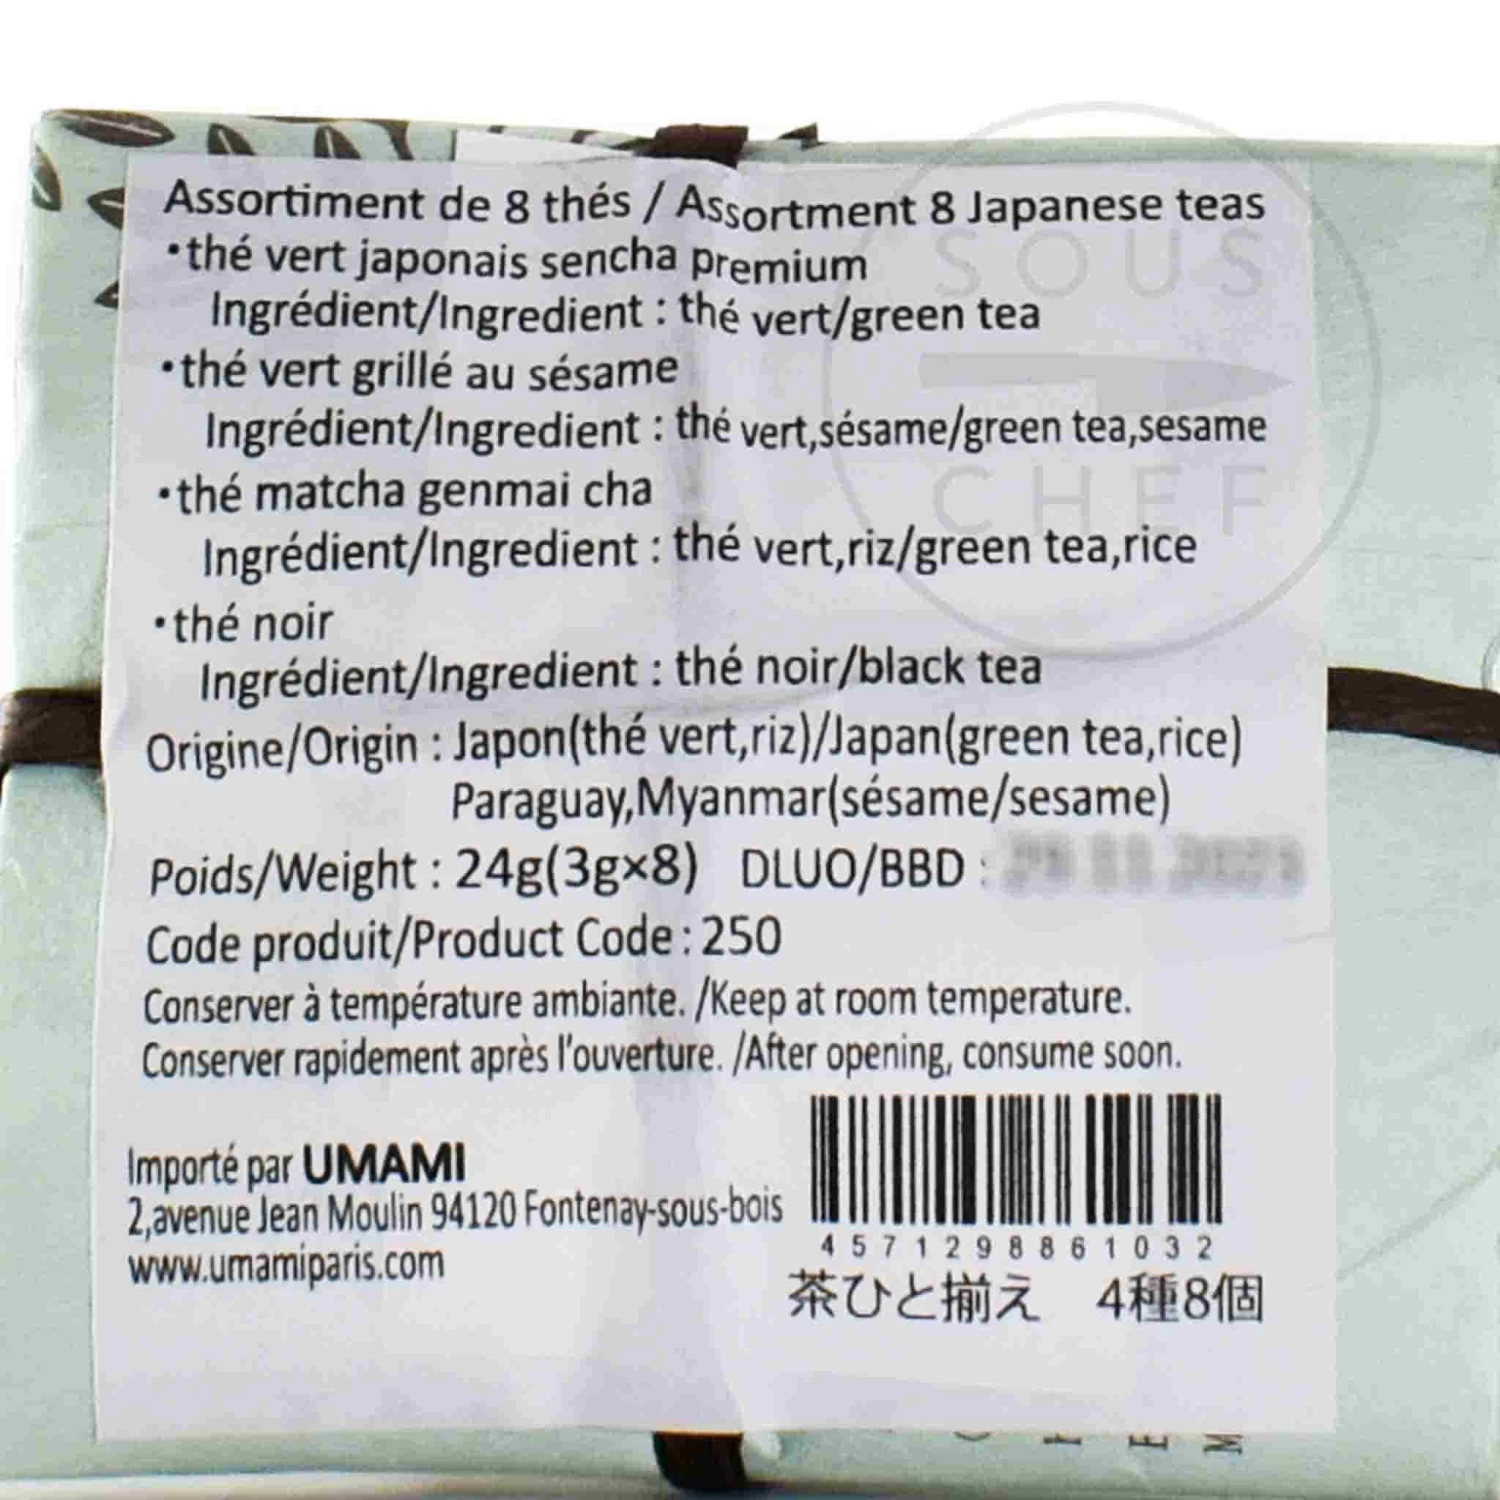 Assortiment de 8 thés / Assortment 8 Japanese teas
・thé vert japonais sencha premium
Ingrédient/Ingredient : thé vert/green tea
・thé vert grillé au sésame
Ingrédient/Ingredient : thé vert,sésame/green tea,sesame
・thé matcha genmai cha
Ingrédient/Ingredient : thé vert,riz/green tea,rice
・thé noir
Ingrédient/Ingredient : thé noir/black tea
Origine/Origin : Japon(thé vert,riz)/Japan(green tea,rice)
Paraguay,Myanmar(sésame/sesame)
Poids/Weight : 24g(3g×8) DLUO/BBD :
Code produit/Product Code : 250
Conserver à température ambiante. /Keep at room temperature.
Conserver rapidement après l'ouverture. /After opening, consume soon.
Importé par UMAMI
2,avenue Jean Moulin 94120 Fontenay-sous-bois
www.umamiparis.com
4571298861032
茶ひと揃え 4種8個
SOUS
CHEF